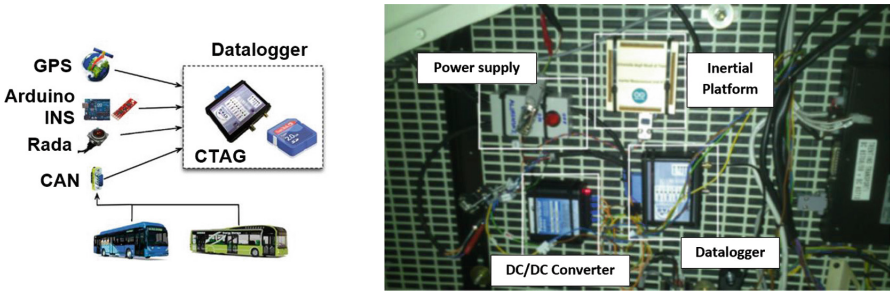 Datalogger
GPS
Arduino
INS
Rada
CAN
CTAG
Power supply
Inertial
Platform
DC/DC Converter
Datalogger